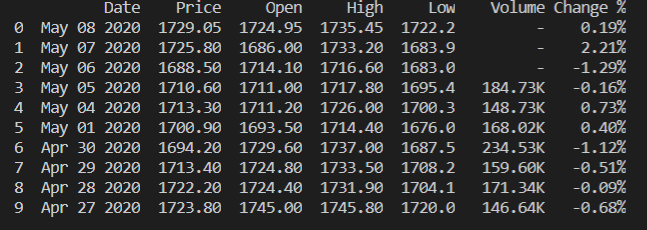 Date Price Open High Low Volume Change %
0 May 08 2020 1729.05 1724.95 1735.45 1722.2 - 0.19%
1 May 07 2020 1725.80 1686.00 1733.20 1683.9 - 2.21%
2 May 06 2020 1688.50 1714.10 1716.60 1683.0 - -1.29%
3 May 05 2020 1710.60 1711.00 1717.80 1695.4 184.73K -0.16%
4 May 04 2020 1713.30 1711.20 1726.00 1700.3 148.73K 0.73%
5 May 01 2020 1700.90 1693.50 1714.40 1676.0 168.02K 0.40%
6 Apr 30 2020 1694.20 1729.60 1737.00 1687.5 234.53K -1.12%
7 Apr 29 2020 1713.40 1724.80 1733.50 1708.2 159.60K -0.51%
8 Apr 28 2020 1722.20 1724.40 1731.90 1704.1 171.34K -0.09%
9 Apr 27 2020 1723.80 1745.00 1745.80 1720.0 146.64K -0.68%